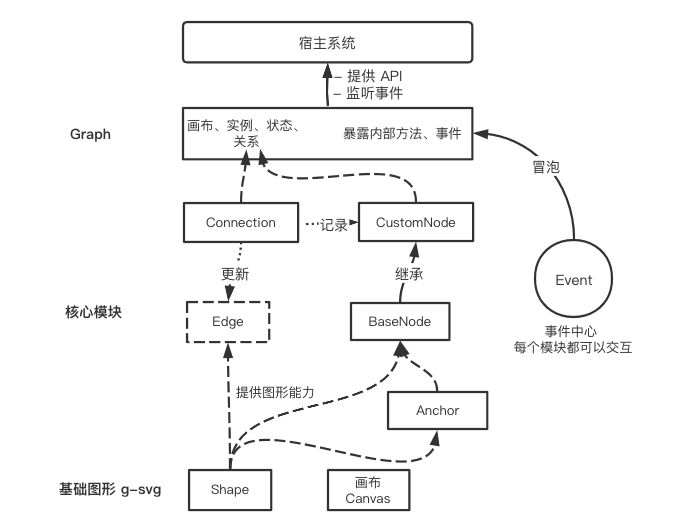 宿主系统
– 提供 API
– 监听事件
Graph
画布、实例、状态、
关系
暴露内部方法、事件
冒泡
Connection
记录
CustomNode
更新
继承
Event
事件中心
每个模块都可以交互
核心模块
Edge
BaseNode
提供图形能力
Anchor
基础图形 g–svg
Shape
画布
Canvas